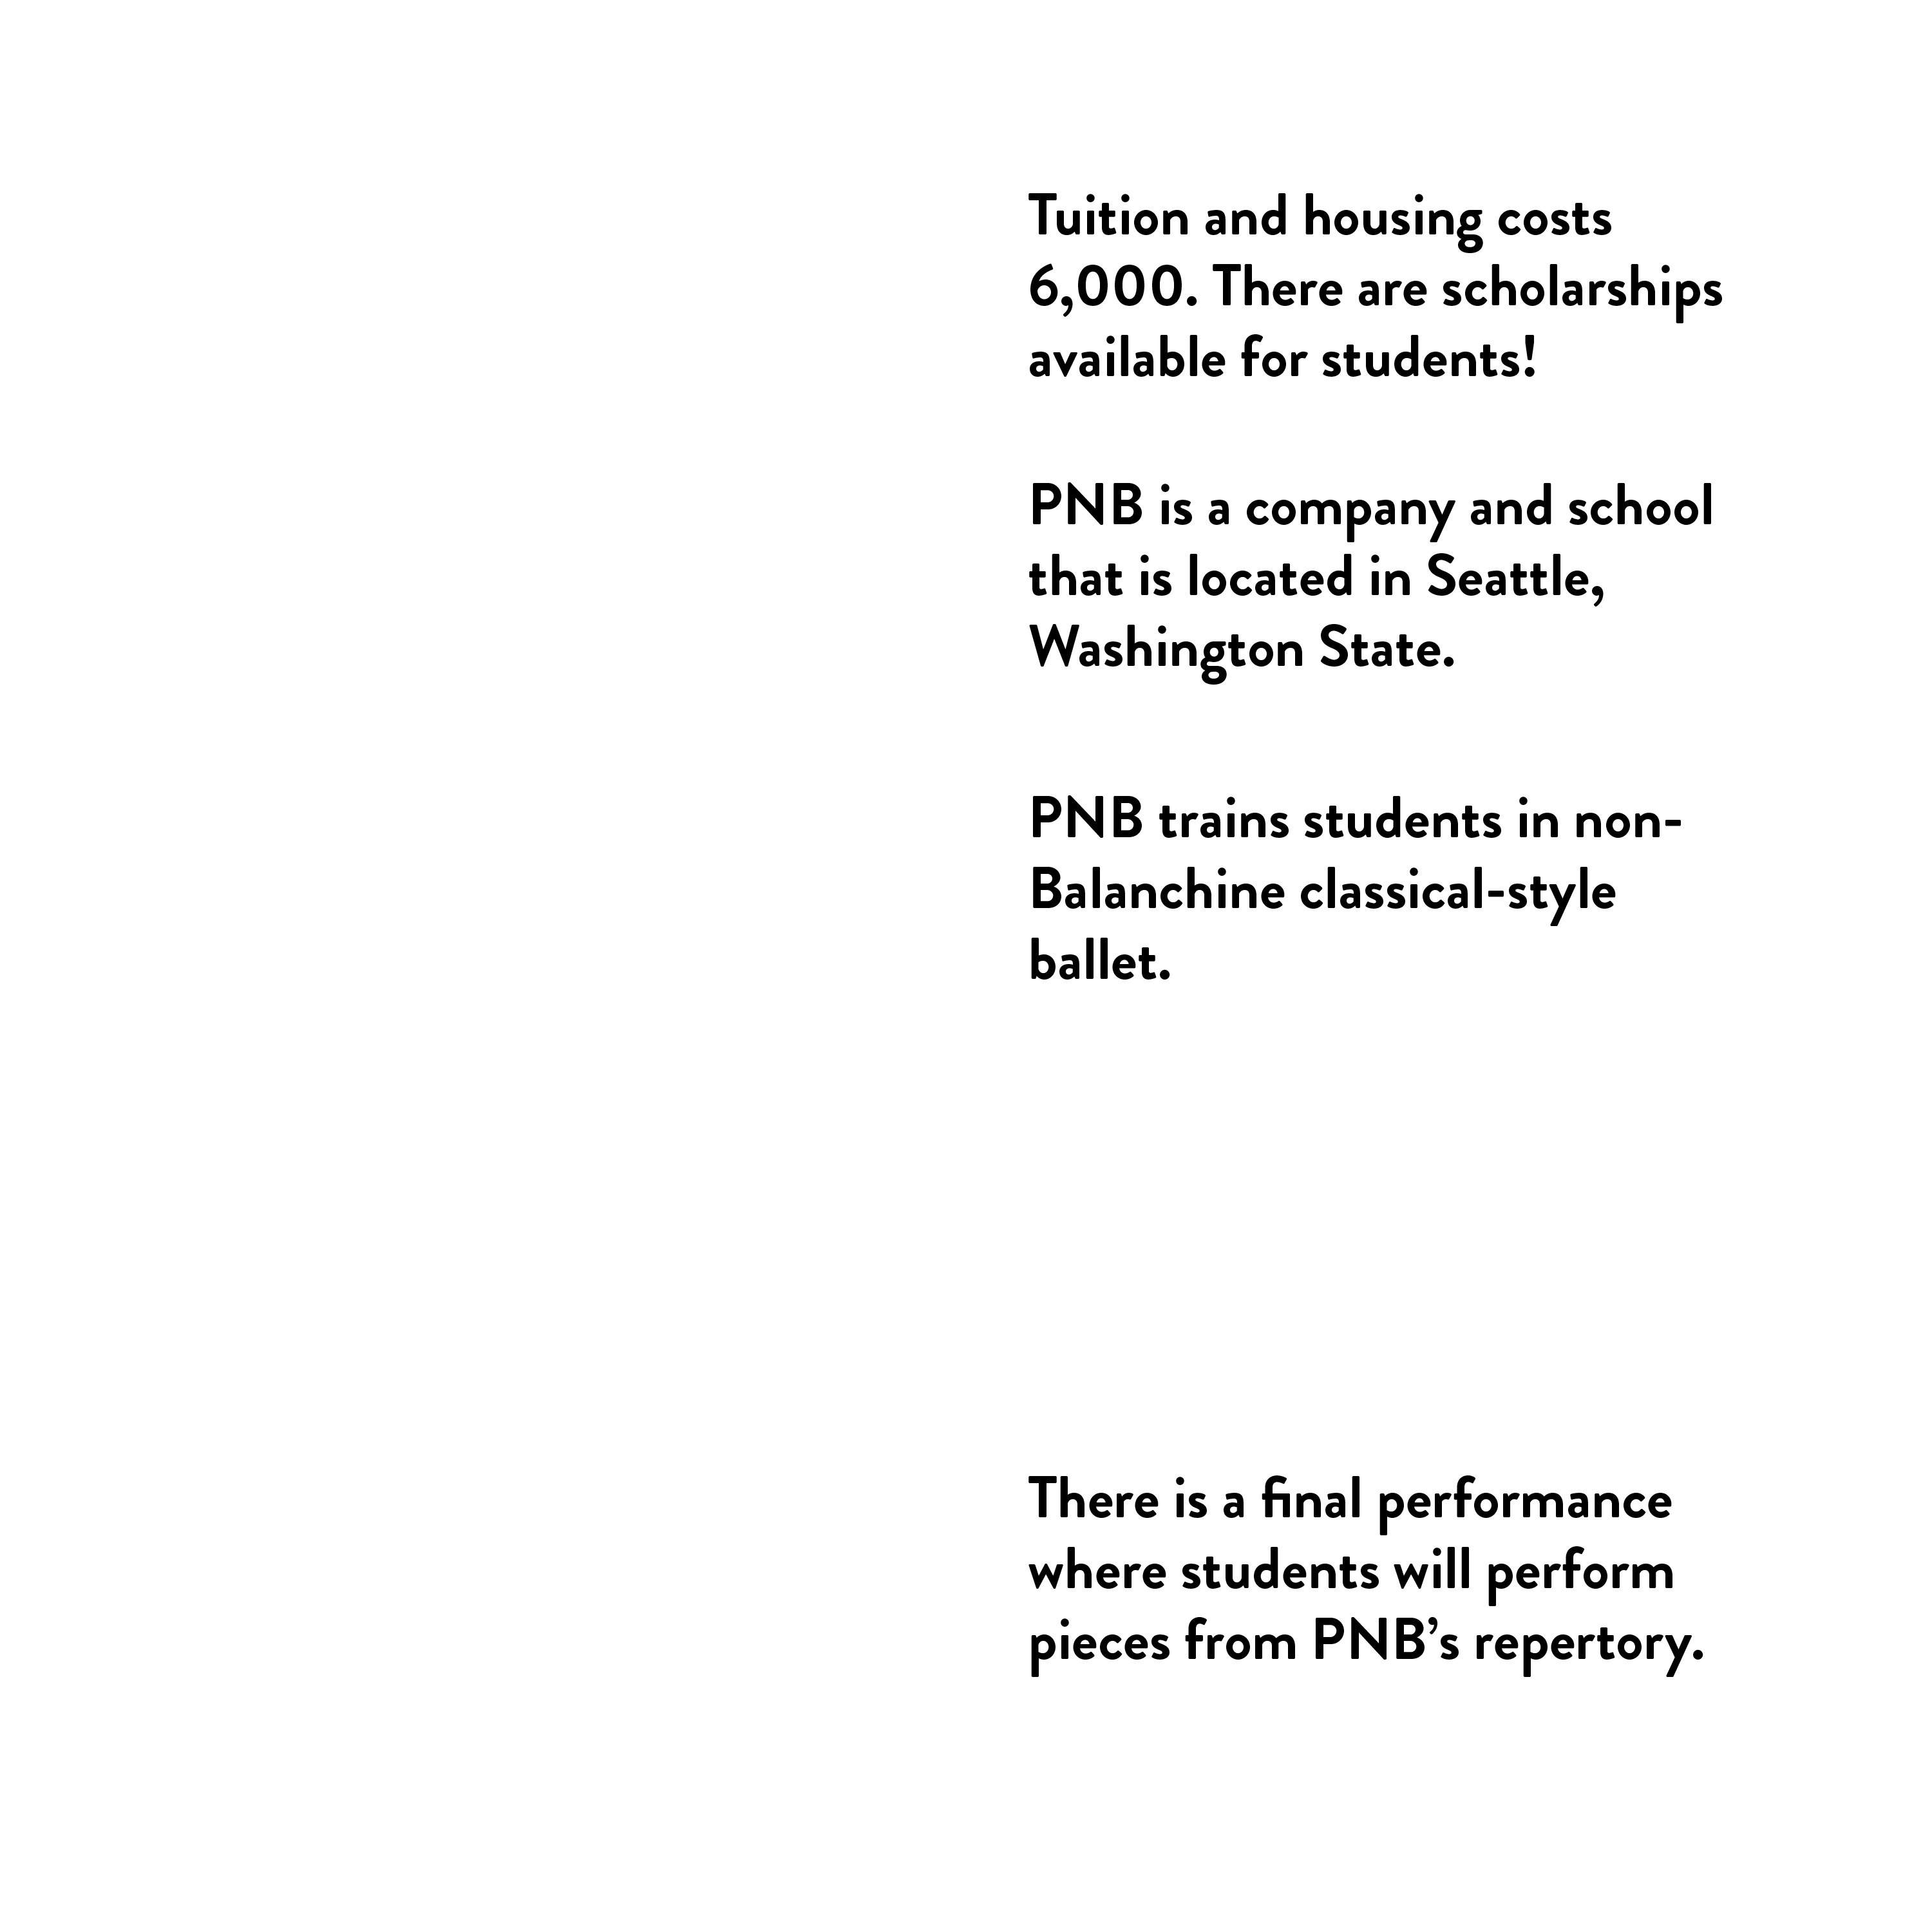 Tuition and housing costs
6,000. There are scholarships
available for students!
PNB is a company and school
that is located in Seattle,
Washington State.
PNB trains students in non-
Balanchine classical-style
ballet.
There is a final performance
where students will perform
pieces from PNB’s repertory.